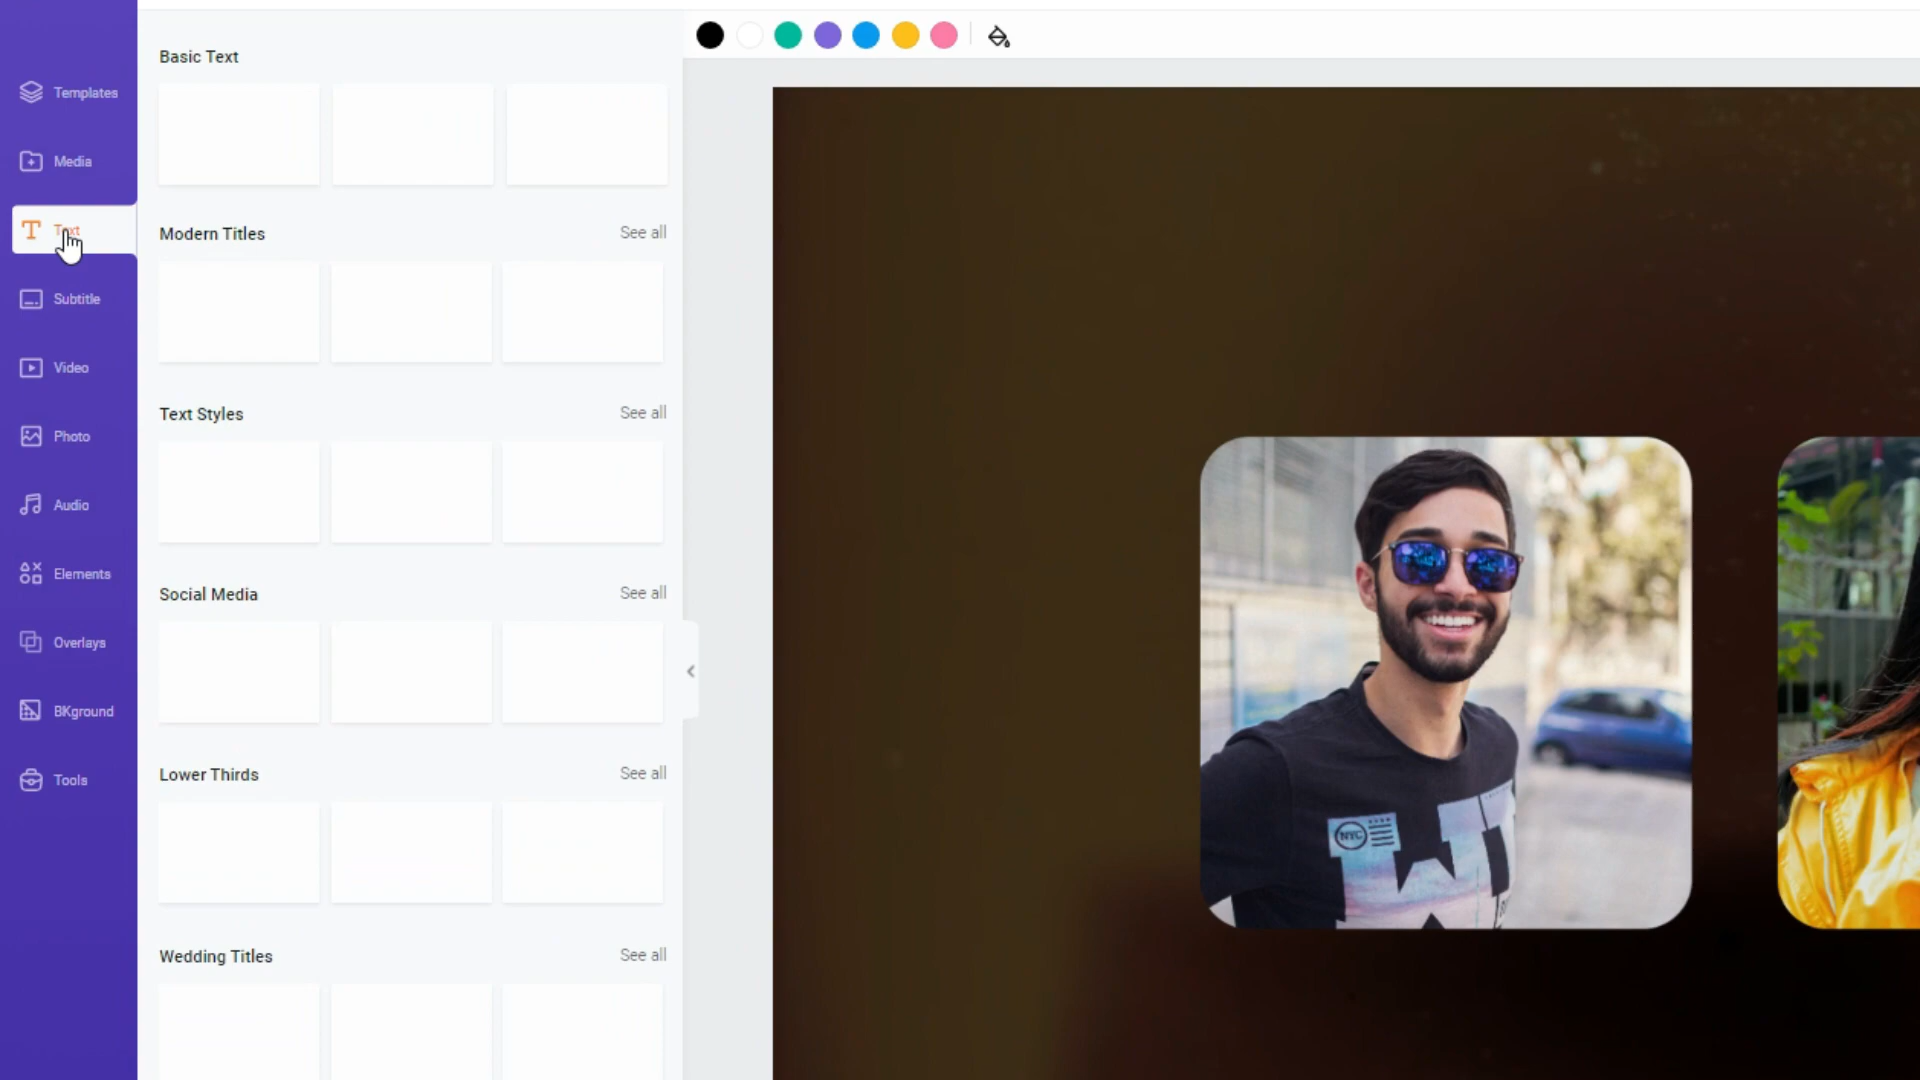 Templates
Media
Text
Subtitle
Video
Photo
Audio
Elements
Overlays
BKground
Tools
Basic Text
Modern Titles
See all
Text Styles
See all
Social Media
See all
Lower Thirds
See all
Wedding Titles
See all
NYC
W